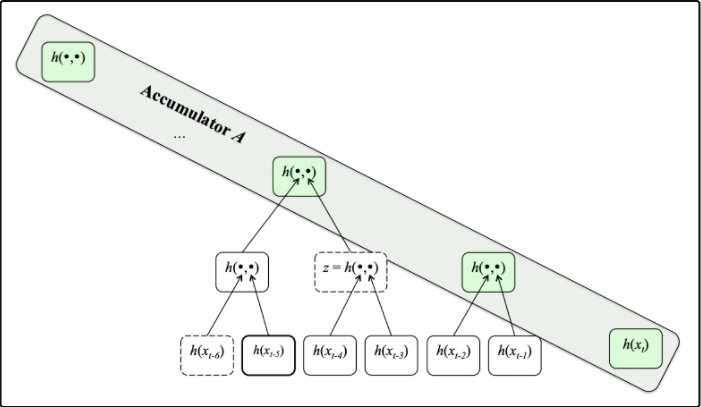 h(•,•)
Accumulator A
...
h(•,•)
h(•,•)
z = h(•,•)
h(•,•)
h(xt-6)
h(xt-5)
h(xt-4)
h(xt-3)
h(xt-2)
h(xt-1)
h(xt)